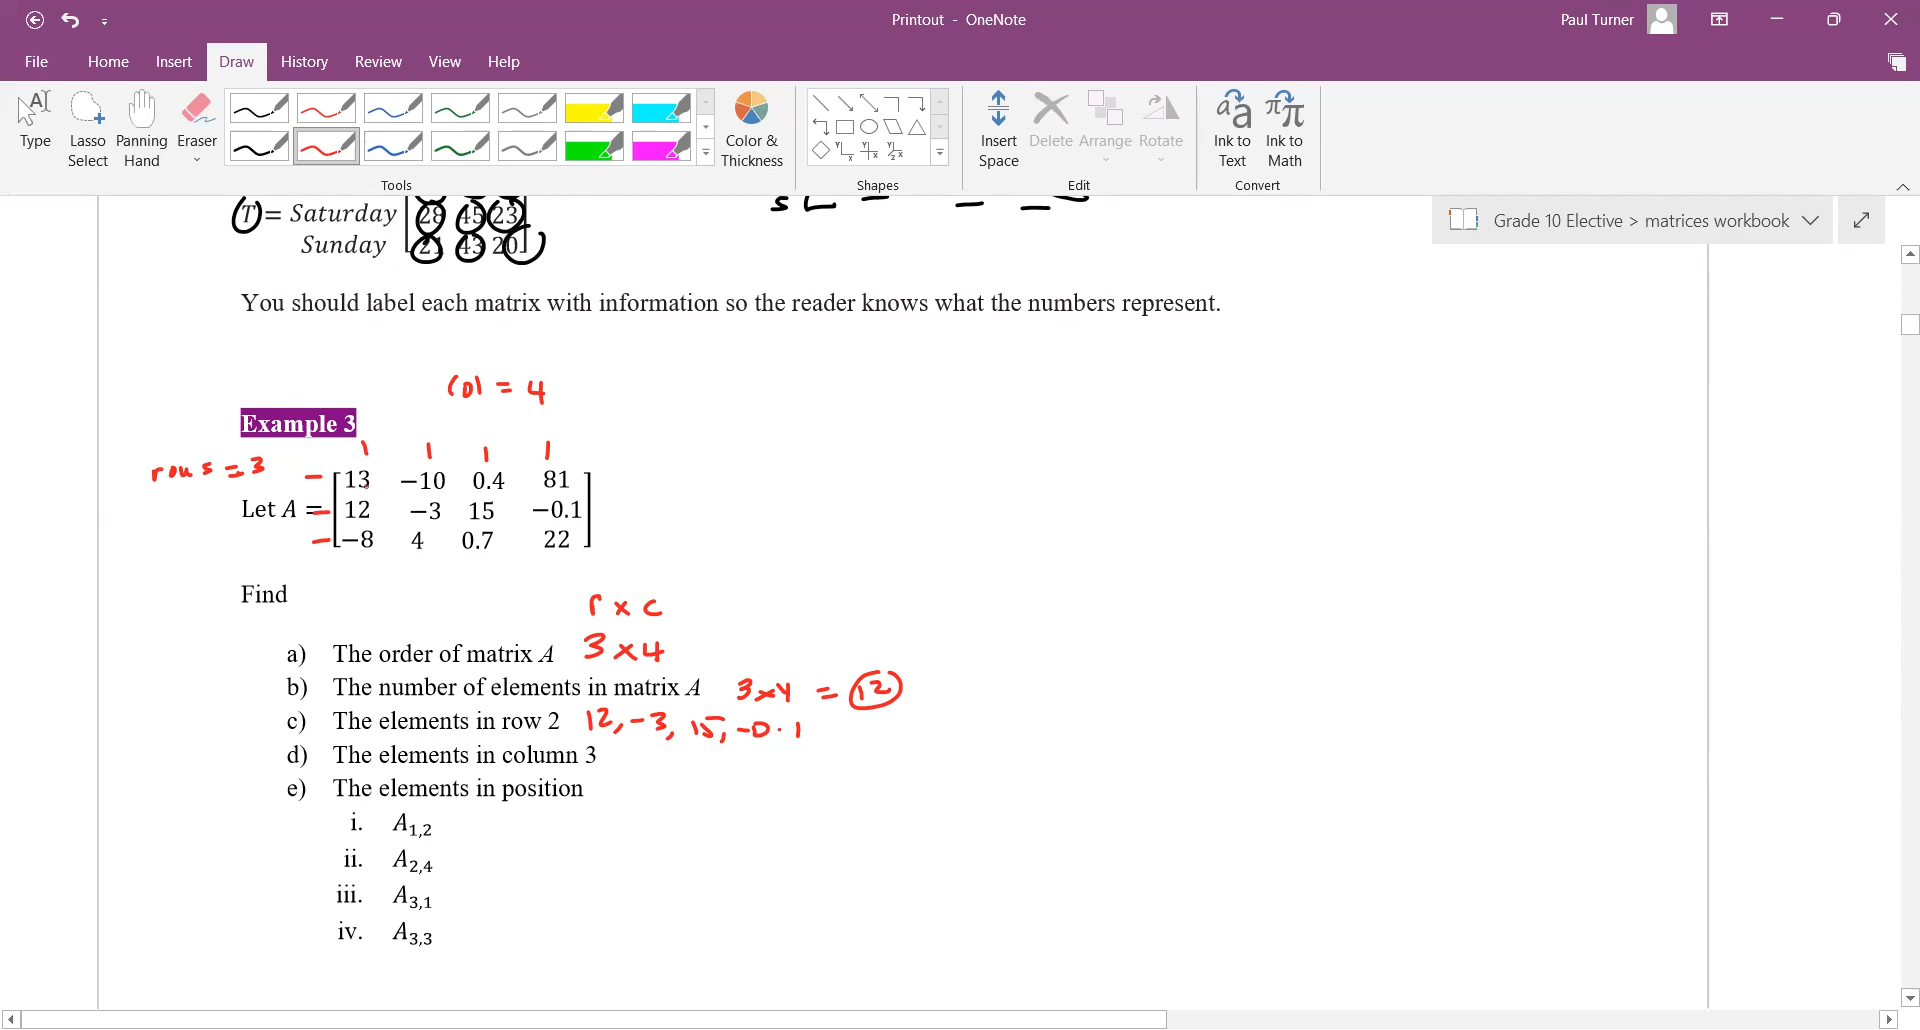 Printout - OneNote
Paul Turner
File Home Insert Draw History Review View Help
Type
Lasso Select
Panning Hand
Eraser
Color & Thickness
Insert Space
Delete
Arrange
Rotate
Ink to Text
Ink to Math
Tools
Shapes
Edit
Convert
Grade 10 Elective > matrices workbook
T = Saturday 28 45 23
Sunday 21 43 20
s
You should label each matrix with information so the reader knows what the numbers represent.
col = 4
Example 3
rows = 3
13 −10 0.4 81
Let A = 12 −3 15 −0.1
−8 4 0.7 22
Find
r × c
a) The order of matrix A 3 × 4
b) The number of elements in matrix A 3×4 = 12
c) The elements in row 2 12, -3, 15, -0.1
d) The elements in column 3
e) The elements in position
i. A1,2
ii. A2,4
iii. A3,1
iv. A3,3